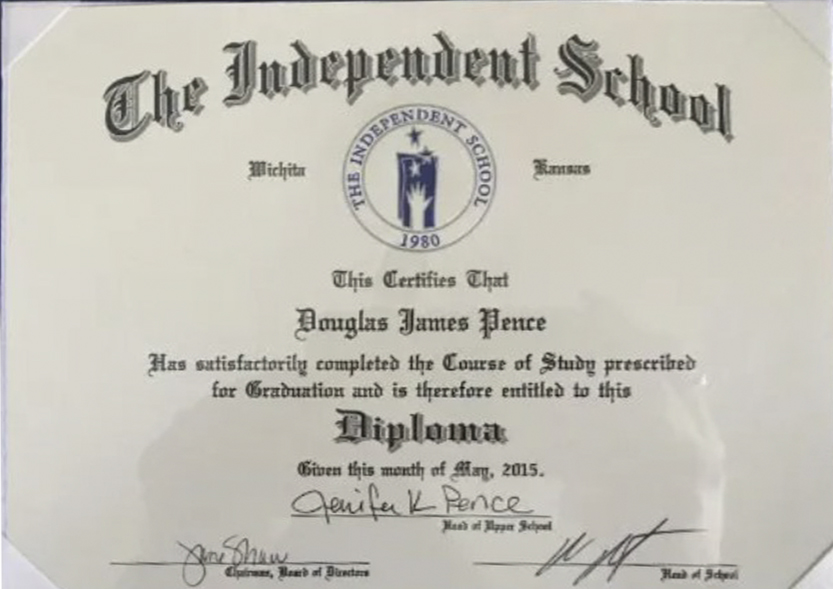 The Independent School
Wichita
THE INDEPENDENT SCHOOL
1980
Kansas
This Certifies That
Douglas James Pence
Has satisfactorily completed the Course of Study prescribed
for Graduation and is therefore entitled to this
Diploma
Given this month of May, 2015.
Jenifer K Pence
Head of Upper School
Jane Shaw
Chairman, Board of Directors
Head of School